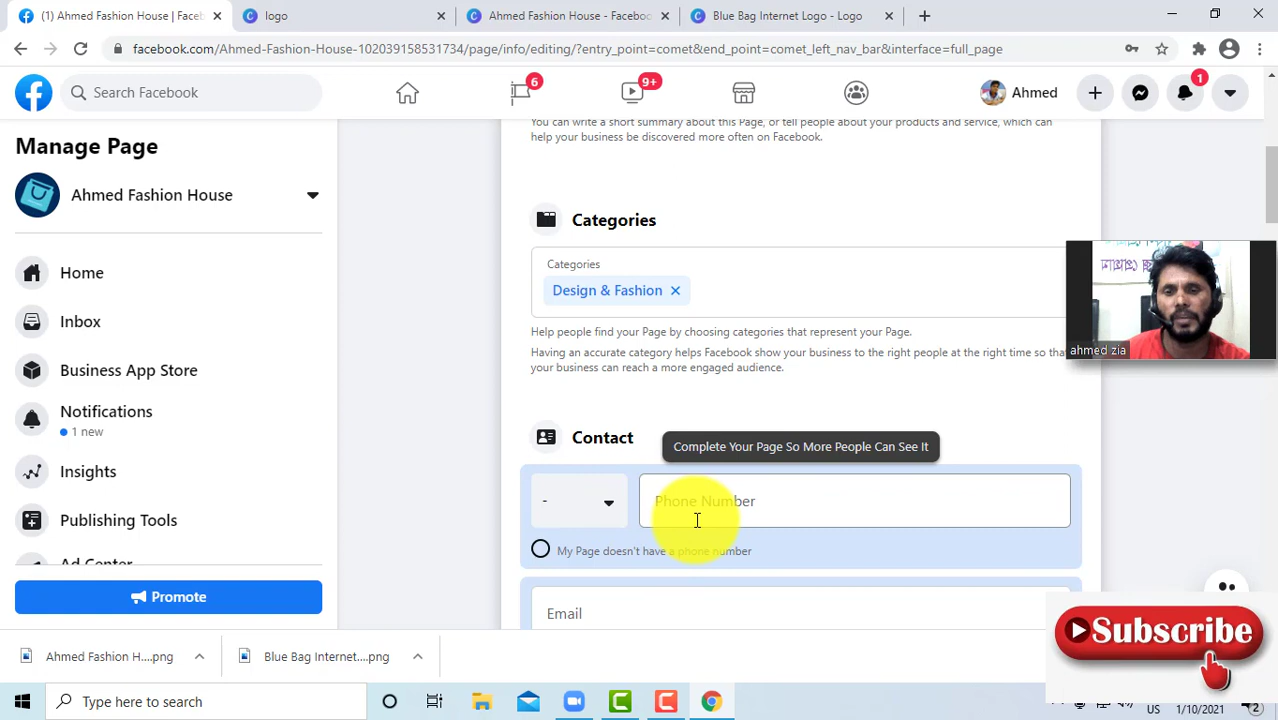 (1) Ahmed Fashion House | Faceb
logo
Ahmed Fashion House - Faceboo
Blue Bag Internet Logo - Logo
facebook.com/Ahmed-Fashion-House-102039158531734/page/info/editing/?entry_point=comet&end_point=comet_left_nav_bar&interface=full_page
Search Facebook
6
9+
Ahmed
1
Manage Page
Ahmed Fashion House
Home
Inbox
Business App Store
Notifications
1 new
Insights
Publishing Tools
Ad Center
Promote
You can write a short summary about this Page, or tell people about your products and service, which can
help your business be discovered more often on Facebook.
Categories
Categories
Design & Fashion
Help people find your Page by choosing categories that represent your Page.
Having an accurate category helps Facebook show your business to the right people at the right time so tha
your business can reach a more engaged audience.
Contact
Complete Your Page So More People Can See It
-
Phone Number
My Page doesn't have a phone number
Email
ahmed zia
Subscribe
Ahmed Fashion H....png
Blue Bag Internet....png
Type here to search
US
1/10/2021
2